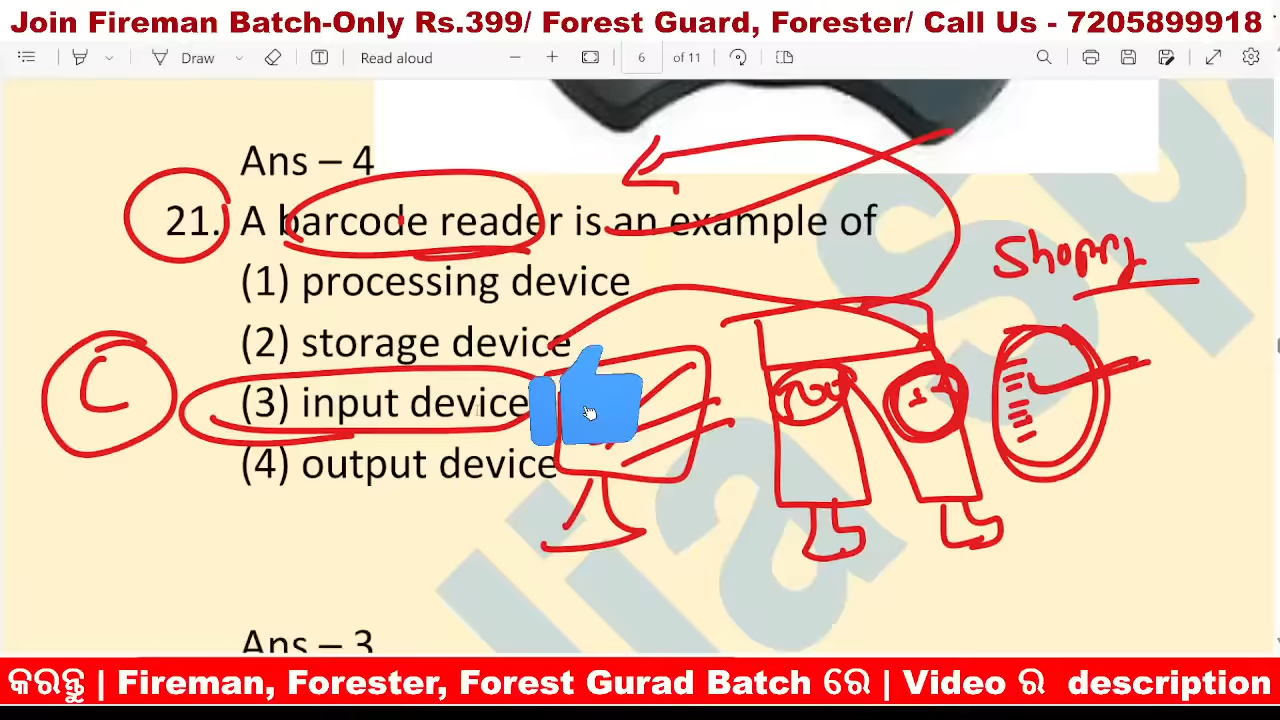 Join Fireman Batch-Only Rs.399/ Forest Guard, Forester/ Call Us - 7205899918
Draw Read aloud 6 of 11
Ans – 4
21. A barcode reader is an example of
(1) processing device
(2) storage device
(3) input device
(4) output device
C
Ans – 3
କରନ୍ତୁ | Fireman, Forester, Forest Gurad Batch ରେ | Video ର description